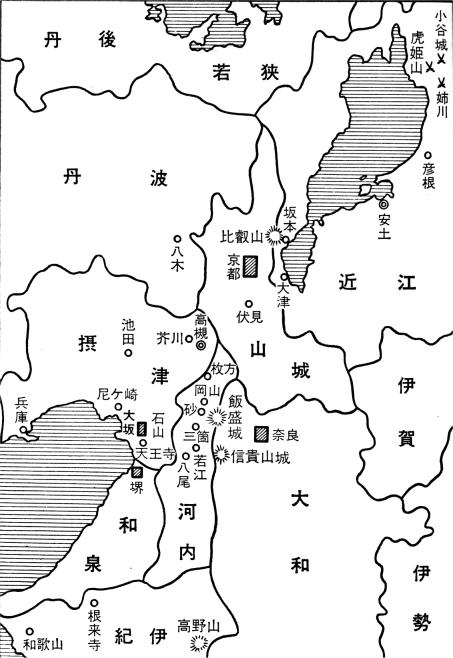 丹後
若狭
小谷城
虎姫山
姉川
丹波
彦根
坂本
安土
比叡山
八木
京都
近江
大津
伏見
高槻
芥川
池田
摂津
山城
枚方
岡山
伊賀
兵庫
尼ケ崎
大坂
石山
砂
飯盛城
三箇
奈良
天王寺
若江
信貴山城
八尾
堺
大和
和泉
河内
伊勢
根来寺
紀伊
高野山
和歌山